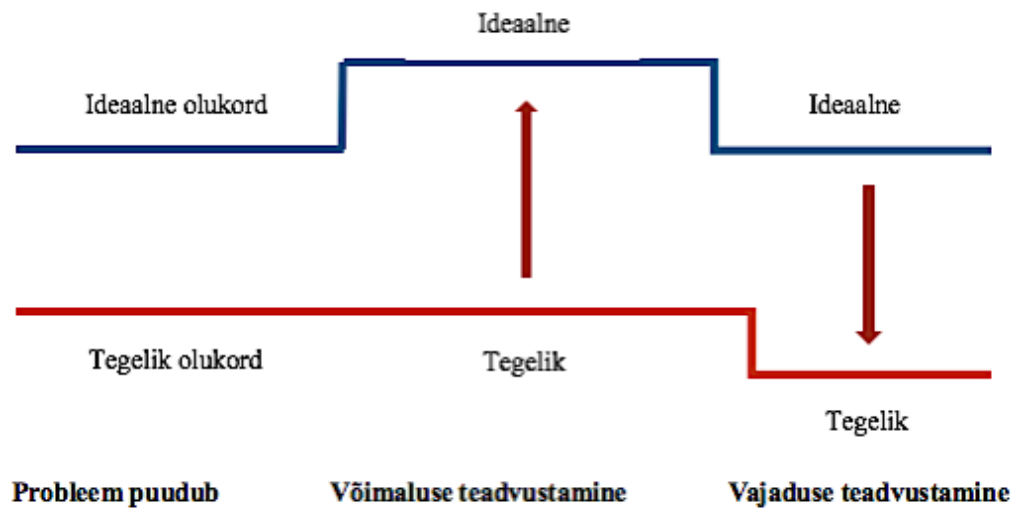 Ideaalne
Ideaalne olukord
Ideaalne
Tegelik olukord
Tegelik
Tegelik
Probleem puudub
Võimaluse teadvustamine
Vajaduse teadvustamine